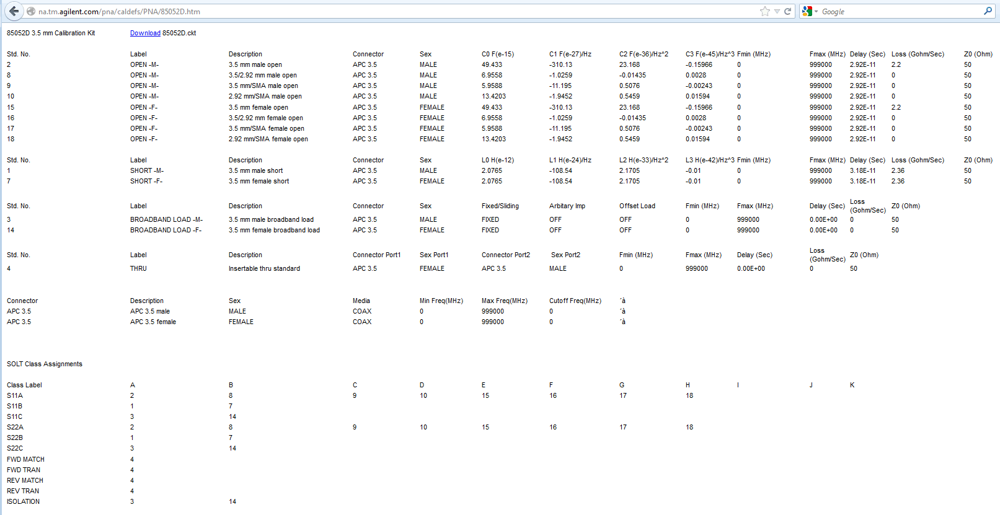 na.tm.agilent.com/pna/caldefs/PNA/85052D.htm Google
85052D 3.5 mm Calibration Kit Download 85052D.ckt
Std. No. Label Description Connector Sex C0 F(e-15) C1 F(e-27)/Hz C2 F(e-36)/Hz^2 C3 F(e-45)/Hz^3 Fmin (MHz) Fmax (MHz) Delay (Sec) Loss (Gohm/Sec) Z0 (Ohm)
2 OPEN -M- 3.5 mm male open APC 3.5 MALE 49.433 -310.13 23.168 -0.15966 0 999000 2.92E-11 2.2 50
8 OPEN -M- 3.5/2.92 mm male open APC 3.5 MALE 6.9558 -1.0259 -0.01435 0.0028 0 999000 2.92E-11 0 50
9 OPEN -M- 3.5 mm/SMA male open APC 3.5 MALE 5.9588 -11.195 0.5076 -0.00243 0 999000 2.92E-11 0 50
10 OPEN -M- 2.92 mm/SMA male open APC 3.5 MALE 13.4203 -1.9452 0.5459 0.01594 0 999000 2.92E-11 0 50
15 OPEN -F- 3.5 mm female open APC 3.5 FEMALE 49.433 -310.13 23.168 -0.15966 0 999000 2.92E-11 2.2 50
16 OPEN -F- 3.5/2.92 mm female open APC 3.5 FEMALE 6.9558 -1.0259 -0.01435 0.0028 0 999000 2.92E-11 0 50
17 OPEN -F- 3.5 mm/SMA female open APC 3.5 FEMALE 5.9588 -11.195 0.5076 -0.00243 0 999000 2.92E-11 0 50
18 OPEN -F- 2.92 mm/SMA female open APC 3.5 FEMALE 13.4203 -1.9452 0.5459 0.01594 0 999000 2.92E-11 0 50
Std. No. Label Description Connector Sex L0 H(e-12) L1 H(e-24)/Hz L2 H(e-33)/Hz^2 L3 H(e-42)/Hz^3 Fmin (MHz) Fmax (MHz) Delay (Sec) Loss (Gohm/Sec) Z0 (Ohm)
1 SHORT -M- 3.5 mm male short APC 3.5 MALE 2.0765 -108.54 2.1705 -0.01 0 999000 3.18E-11 2.36 50
7 SHORT -F- 3.5 mm female short APC 3.5 FEMALE 2.0765 -108.54 2.1705 -0.01 0 999000 3.18E-11 2.36 50
Std. No. Label Description Connector Sex Fixed/Sliding Arbitary Imp Offset Load Fmin (MHz) Fmax (MHz) Delay (Sec) Loss (Gohm/Sec) Z0 (Ohm)
3 BROADBAND LOAD -M- 3.5 mm male broadband load APC 3.5 MALE FIXED OFF OFF 0 999000 0.00E+00 0 50
14 BROADBAND LOAD -F- 3.5 mm female broadband load APC 3.5 FEMALE FIXED OFF OFF 0 999000 0.00E+00 0 50
Std. No. Label Description Connector Port1 Sex Port1 Connector Port2 Sex Port2 Fmin (MHz) Fmax (MHz) Delay (Sec) Loss (Gohm/Sec) Z0 (Ohm)
4 THRU Insertable thru standard APC 3.5 FEMALE APC 3.5 MALE 0 999000 0.00E+00 0 50
Connector Description Sex Media Min Freq(MHz) Max Freq(MHz) Cutoff Freq(MHz) ´à
APC 3.5 APC 3.5 male MALE COAX 0 999000 0 ´à
APC 3.5 APC 3.5 female FEMALE COAX 0 999000 0 ´à
SOLT Class Assignments
Class Label A B C D E F G H I J K
S11A 2 8 9 10 15 16 17 18
S11B 1 7
S11C 3 14
S22A 2 8 9 10 15 16 17 18
S22B 1 7
S22C 3 14
FWD MATCH 4
FWD TRAN 4
REV MATCH 4
REV TRAN 4
ISOLATION 3 14